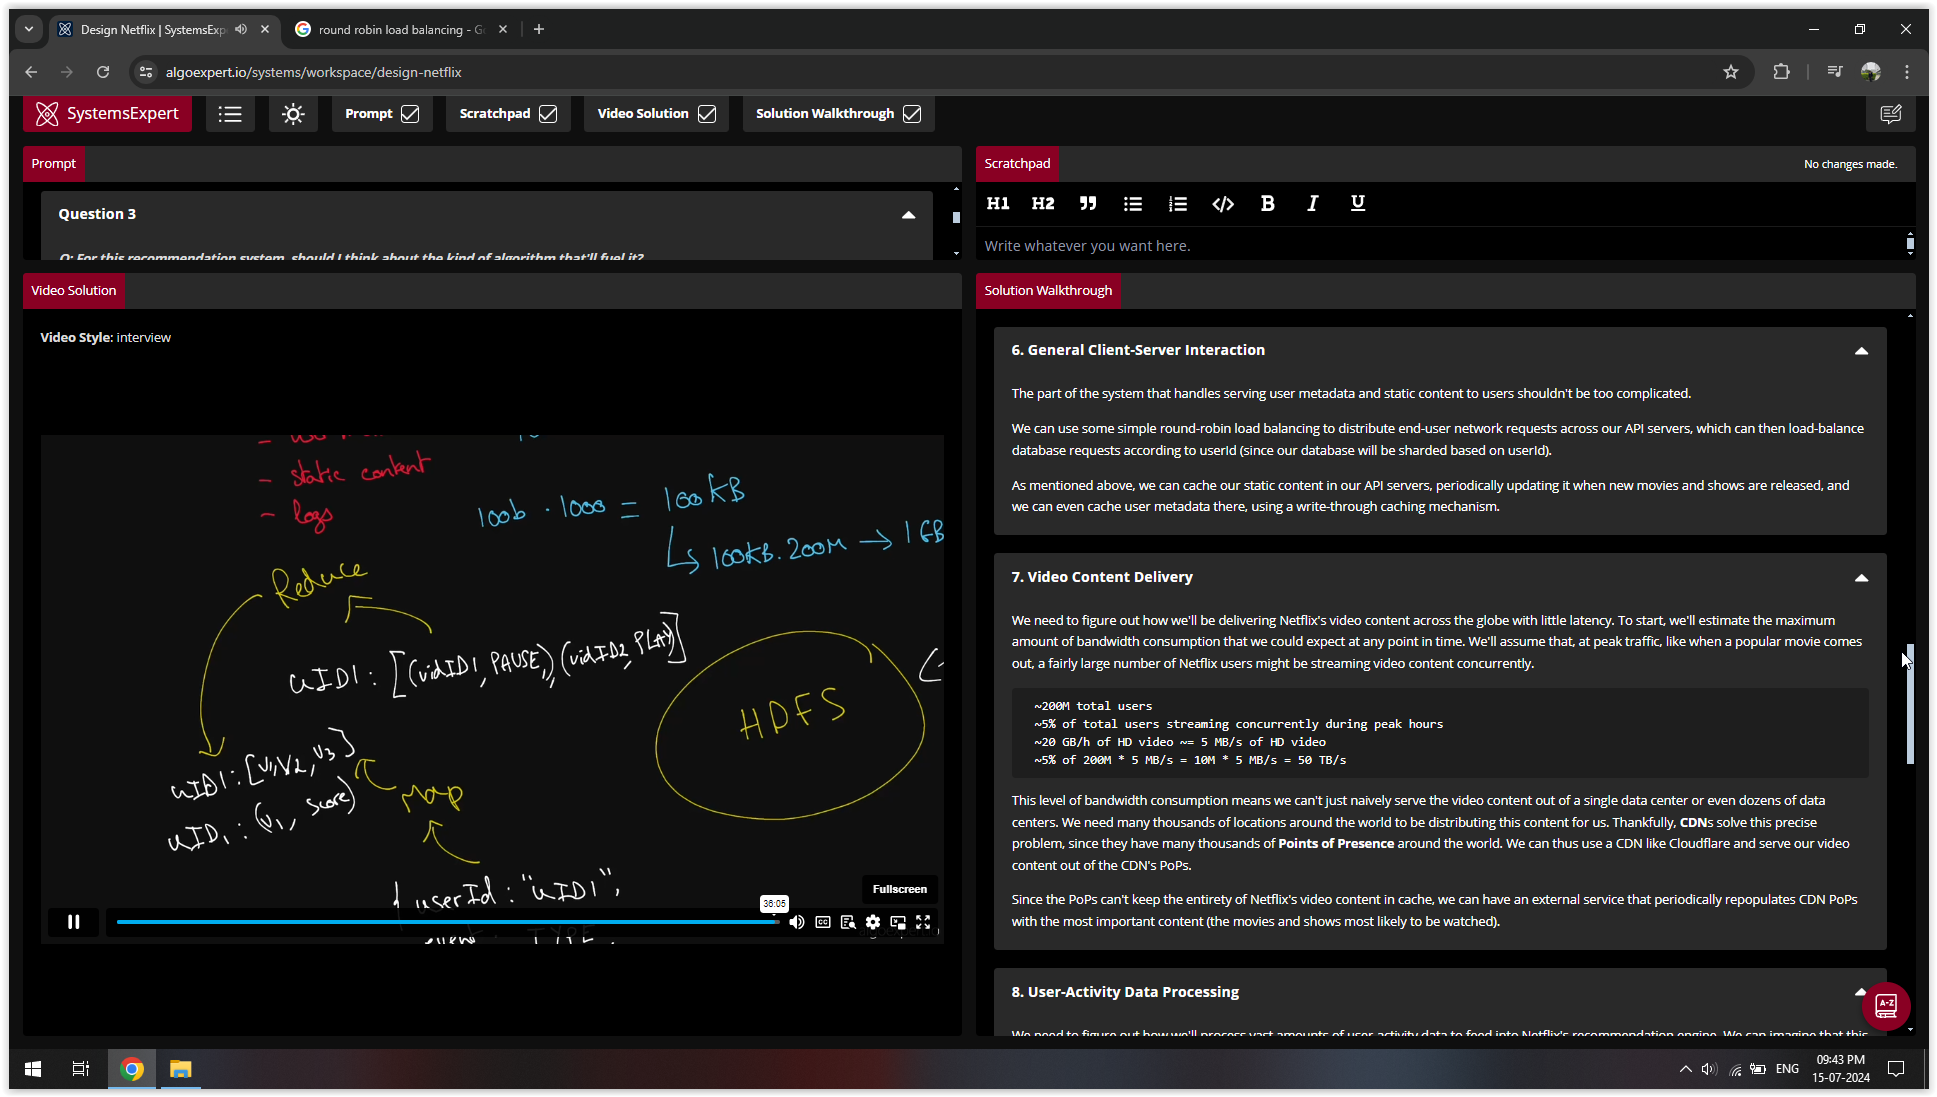 Design Netflix | SystemsExp
round robin load balancing - G
algoexpert.io/systems/workspace/design-netflix
SystemsExpert
Prompt
Scratchpad
Video Solution
Solution Walkthrough
Prompt
Question 3
Q: For this recommendation system, should I think about the kind of algorithm that'll fuel it?
Scratchpad
No changes made.
H1 H2
B I U
Write whatever you want here.
Video Solution
Video Style: interview
- static content
- logs
100b . 1000 = 100KB
100KB.200M → 1 GB
Reduce
uID1: [(vidID1, PAUSE), (vidID2, PLAY)]
HDFS
uID1: [v1, v2, v3]
uID1: (v1, score)
Map
{ userId: "uID1",
event: TYPE,
Fullscreen
36:05
Solution Walkthrough
6. General Client-Server Interaction
The part of the system that handles serving user metadata and static content to users shouldn't be too complicated.
We can use some simple round-robin load balancing to distribute end-user network requests across our API servers, which can then load-balance
database requests according to userId (since our database will be sharded based on userId).
As mentioned above, we can cache our static content in our API servers, periodically updating it when new movies and shows are released, and
we can even cache user metadata there, using a write-through caching mechanism.
7. Video Content Delivery
We need to figure out how we'll be delivering Netflix's video content across the globe with little latency. To start, we'll estimate the maximum
amount of bandwidth consumption that we could expect at any point in time. We'll assume that, at peak traffic, like when a popular movie comes
out, a fairly large number of Netflix users might be streaming video content concurrently.
~200M total users
~5% of total users streaming concurrently during peak hours
~20 GB/h of HD video ~= 5 MB/s of HD video
~5% of 200M * 5 MB/s = 10M * 5 MB/s = 50 TB/s
This level of bandwidth consumption means we can't just naively serve the video content out of a single data center or even dozens of data
centers. We need many thousands of locations around the world to be distributing this content for us. Thankfully, CDNs solve this precise
problem, since they have many thousands of Points of Presence around the world. We can thus use a CDN like Cloudflare and serve our video
content out of the CDN's PoPs.
Since the PoPs can't keep the entirety of Netflix's video content in cache, we can have an external service that periodically repopulates CDN PoPs
with the most important content (the movies and shows most likely to be watched).
8. User-Activity Data Processing
We need to figure out how we'll process vast amounts of user activity data to feed into Netflix's recommendation engine. We can imagine that this
A-Z
ENG
09:43 PM
15-07-2024